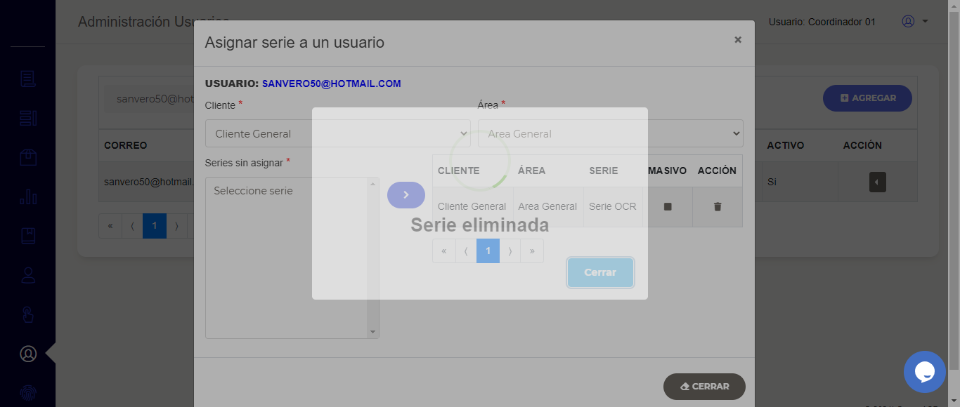 Administración Usuarios
Usuario: Coordinador 01
Asignar serie a un usuario
×
USUARIO: SANVERO50@HOTMAIL.COM
Cliente *
Área *
Cliente General
Area General
Series sin asignar *
Seleccione serie
CLIENTE ÁREA SERIE MASIVO ACCIÓN
Cliente General Area General Serie OCR
« ⟨ 1 ⟩ »
Serie eliminada
Cerrar
CERRAR
sanvero50@hot
AGREGAR
CORREO ACTIVO ACCIÓN
sanvero50@hotmail. Si
« ⟨ 1 ⟩